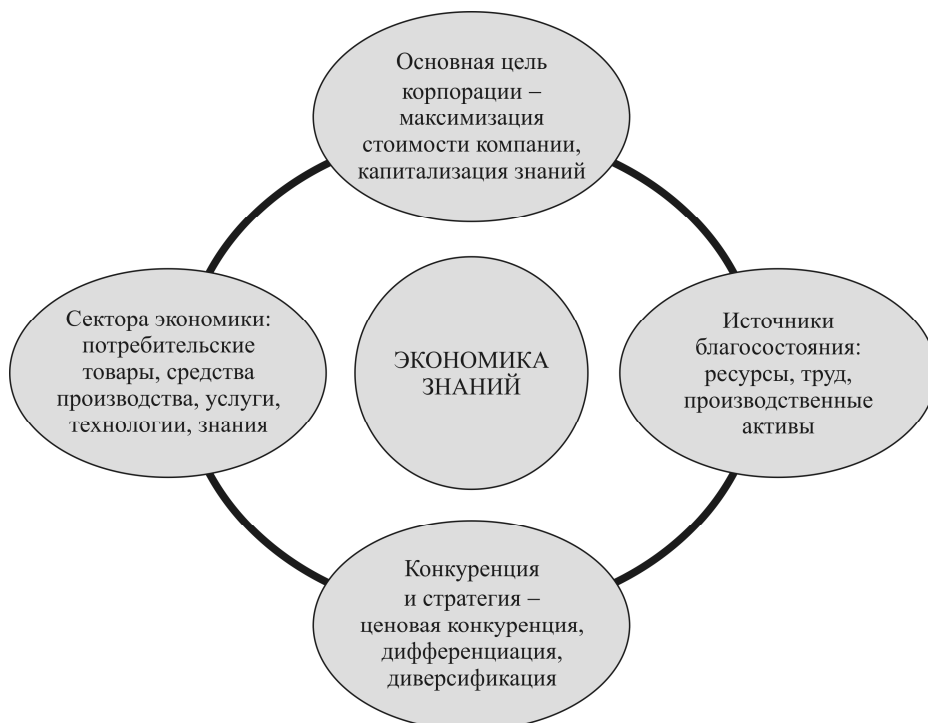 Основная цель
корпорации –
максимизация
стоимости компании,
капитализация знаний
Сектора экономики:
потребительские
товары, средства
производства, услуги,
технологии, знания
ЭКОНОМИКА
ЗНАНИЙ
Источники
благосостояния:
ресурсы, труд,
производственные
активы
Конкуренция
и стратегия –
ценовая конкуренция,
дифференциация,
диверсификация